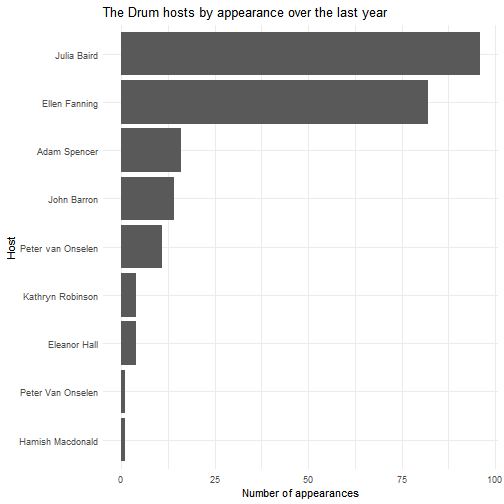 The Drum hosts by appearance over the last year
Julia Baird
Ellen Fanning
Adam Spencer
John Barron
Host
Peter van Onselen
Kathryn Robinson
Eleanor Hall
Peter Van Onselen
Hamish Macdonald
0 25 50 75 100
Number of appearances